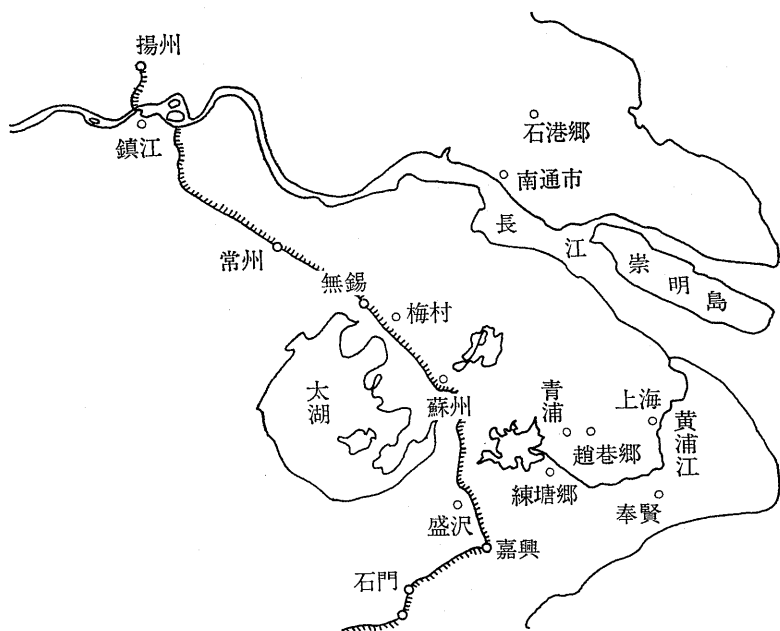 揚州
鎮江
石港郷
南通市
長江
崇明島
常州
無錫
梅村
太湖
蘇州
青浦
上海
黄浦江
趙巷郷
練塘郷
奉賢
盛沢
嘉興
石門